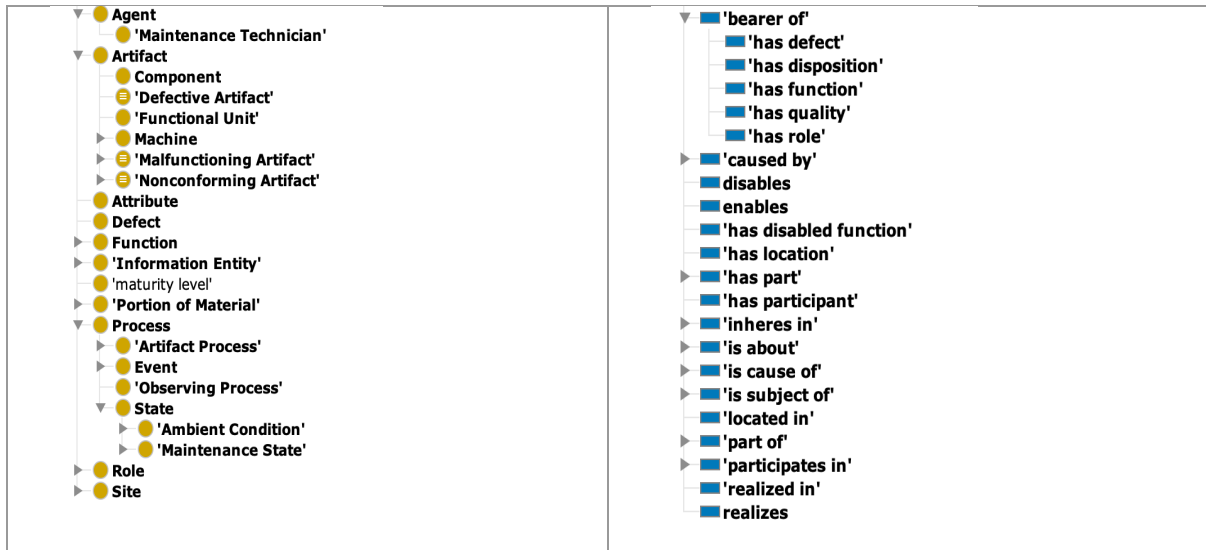 Agent
'Maintenance Technician'
Artifact
Component
'Defective Artifact'
'Functional Unit'
Machine
'Malfunctioning Artifact'
'Nonconforming Artifact'
Attribute
Defect
Function
'Information Entity'
'maturity level'
'Portion of Material'
Process
'Artifact Process'
Event
'Observing Process'
State
'Ambient Condition'
'Maintenance State'
Role
Site
'bearer of'
'has defect'
'has disposition'
'has function'
'has quality'
'has role'
'caused by'
disables
enables
'has disabled function'
'has location'
'has part'
'has participant'
'inheres in'
'is about'
'is cause of'
'is subject of'
'located in'
'part of'
'participates in'
'realized in'
realizes